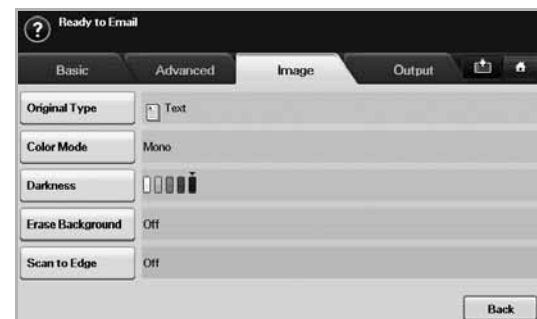 ? Ready to Email
Basic Advanced Image Output
Original Type Text
Color Mode Mono
Darkness
Erase Background Off
Scan to Edge Off
Back